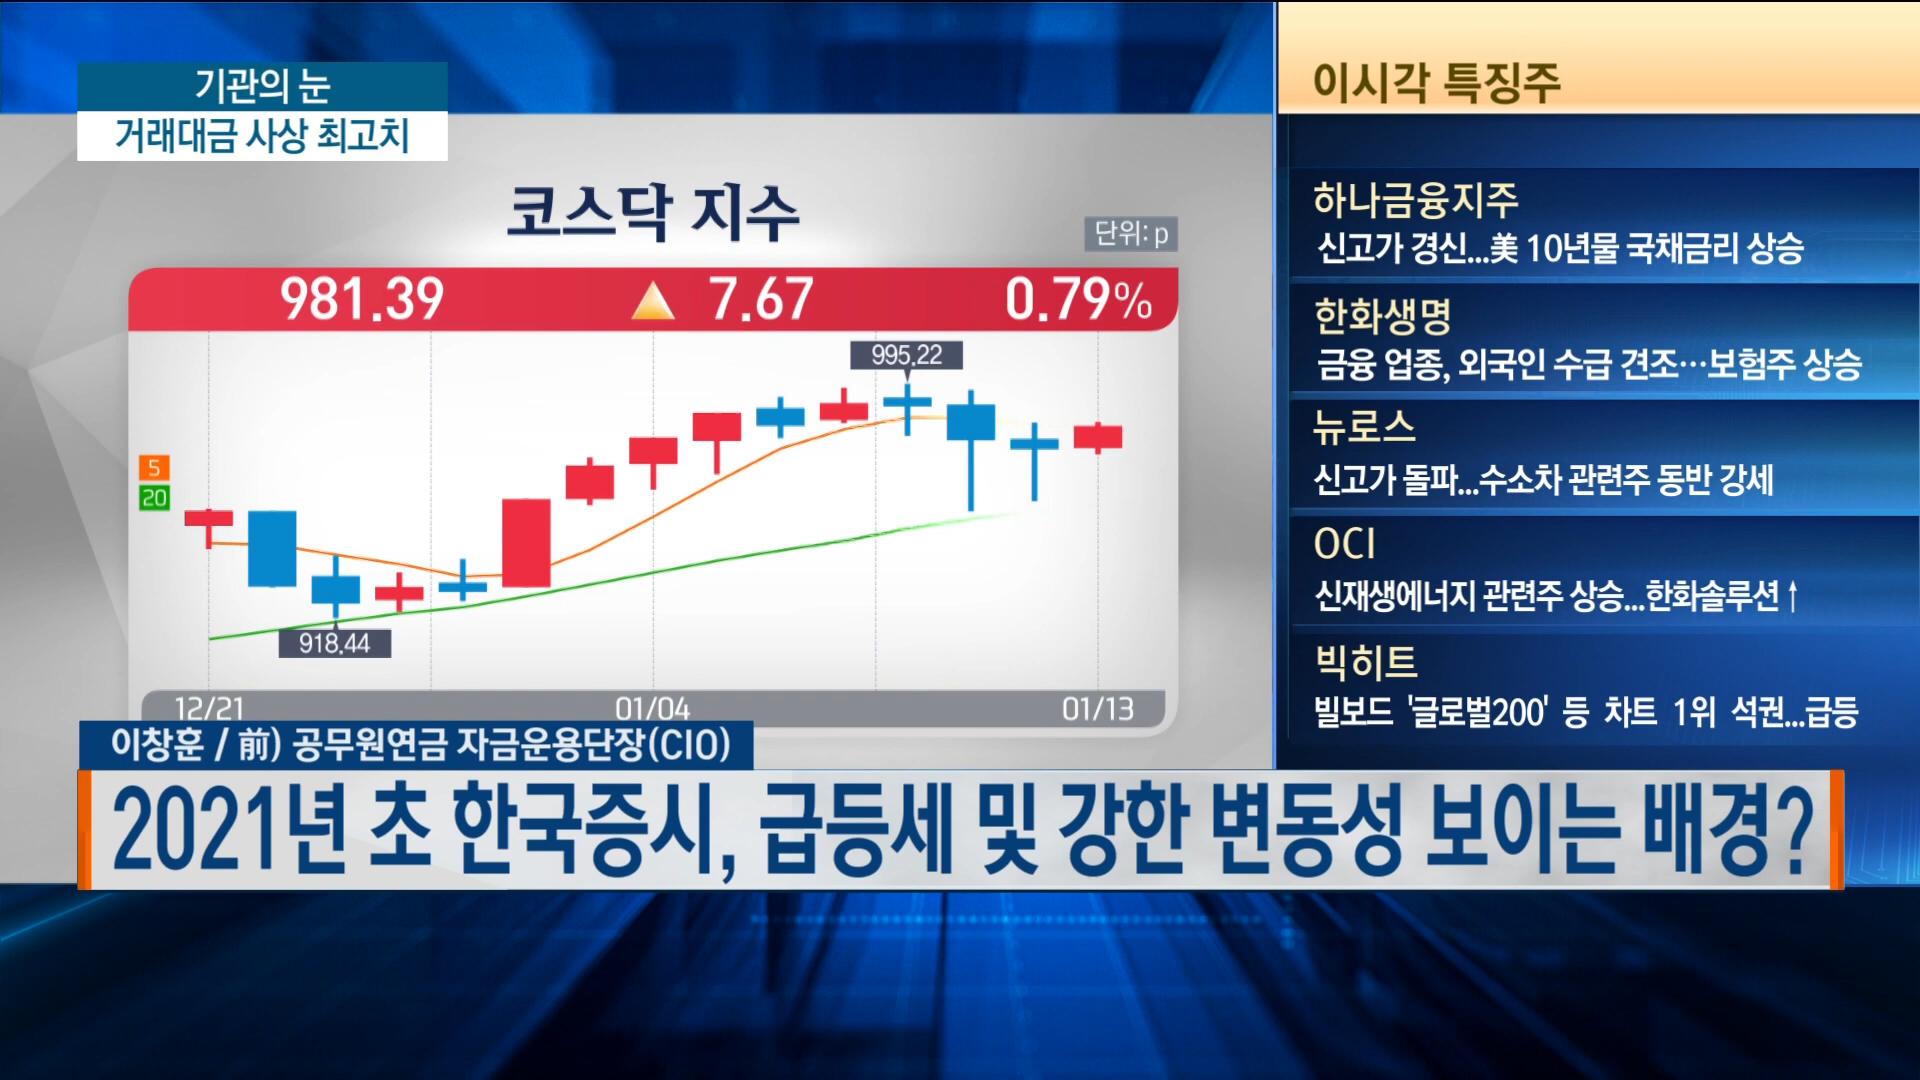 기관의 눈
거래대금 사상 최고치
코스닥 지수
단위: p
981.39 ▲ 7.67 0.79%
995.22
5
20
918.44
12/21 01/04 01/13
이창훈 / 前) 공무원연금 자금운용단장(CIO)
2021년 초 한국증시, 급등세 및 강한 변동성 보이는 배경?
이시각 특징주
하나금융지주
신고가 경신...美 10년물 국채금리 상승
한화생명
금융 업종, 외국인 수급 견조…보험주 상승
뉴로스
신고가 돌파...수소차 관련주 동반 강세
OCI
신재생에너지 관련주 상승...한화솔루션↑
빅히트
빌보드 '글로벌200' 등 차트 1위 석권...급등